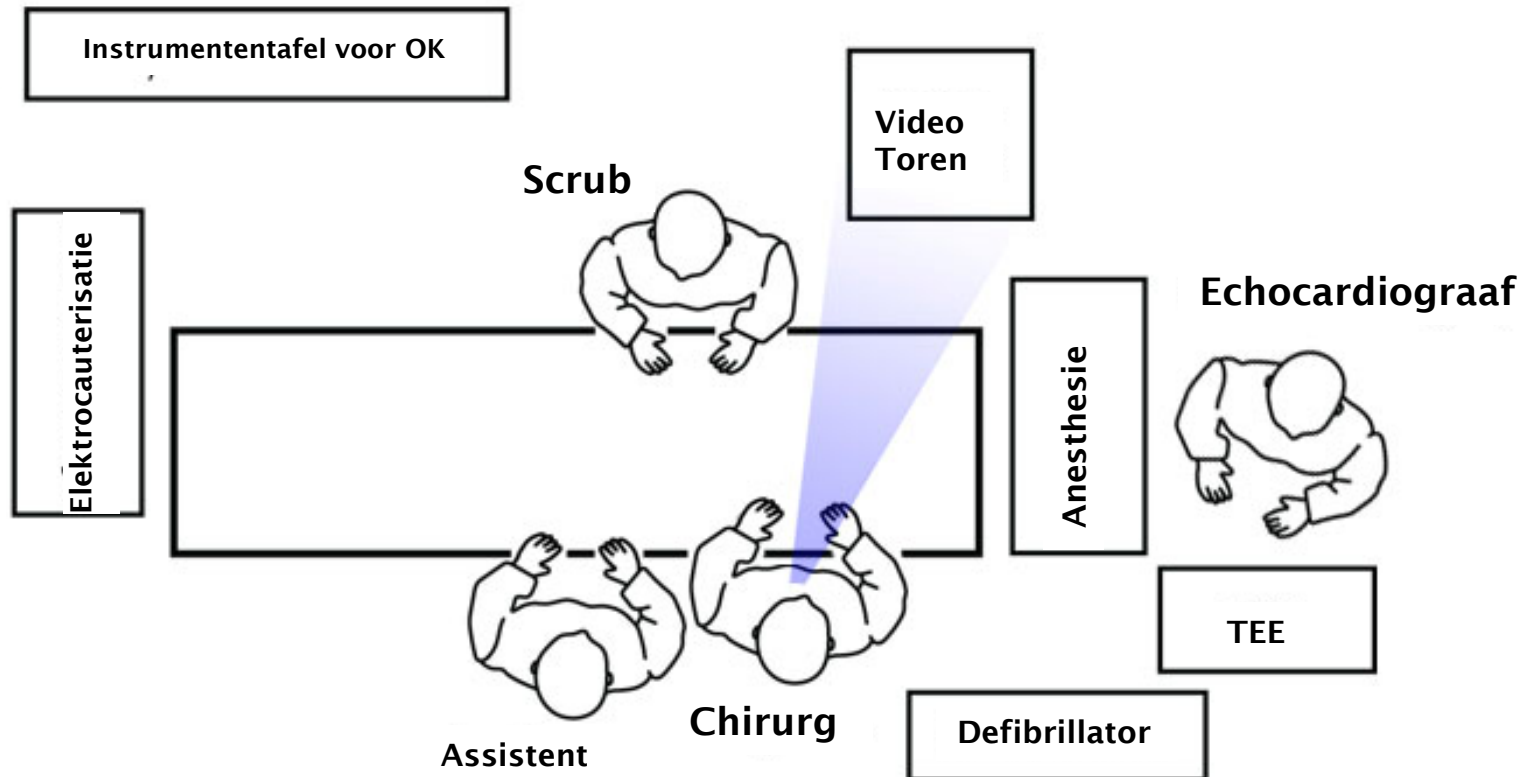 Instrumententafel voor OK
Video
Toren
Scrub
Elektrocauterisatie
Echocardiograaf
Anesthesie
TEE
Chirurg
Defibrillator
Assistent